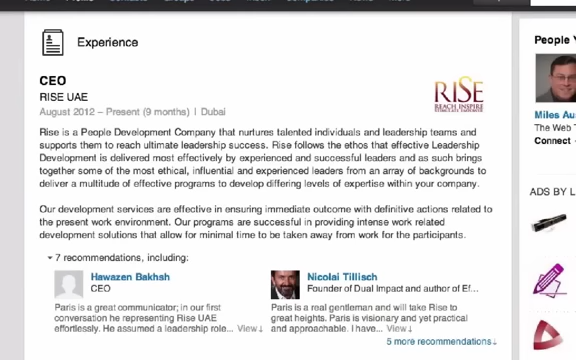 Experience
CEO
RISE UAE
August 2012 – Present (9 months) | Dubai
RISE
REACH INSPIRE
Rise is a People Development Company that nurtures talented individuals and leadership teams and
supports them to reach ultimate leadership success. Rise follows the ethos that effective Leadership
Development is delivered most effectively by experienced and successful leaders and as such brings
together some of the most ethical, influential and experienced leaders from an array of backgrounds to
deliver a multitude of effective programs to develop differing levels of expertise within your company.
Our development services are effective in ensuring immediate outcome with definitive actions related to
the present work environment. Our programs are successful in providing intense work related
development solutions that allow for minimal time to be taken away from work for the participants.
7 recommendations, including:
Hawazen Bakhsh
CEO
Paris is a great communicator; in our first
conversation he representing Rise UAE
effortlessly. He assumed a leadership role... View↓
Nicolai Tillisch
Founder of Dual Impact and author of Ef...
Paris is a real gentleman and will take Rise to
great heights. Paris is visionary and yet practical
and approachable. I have... View↓
5 more recommendations↓
People Y
Miles Au
The Web T
Connect
ADS BY L